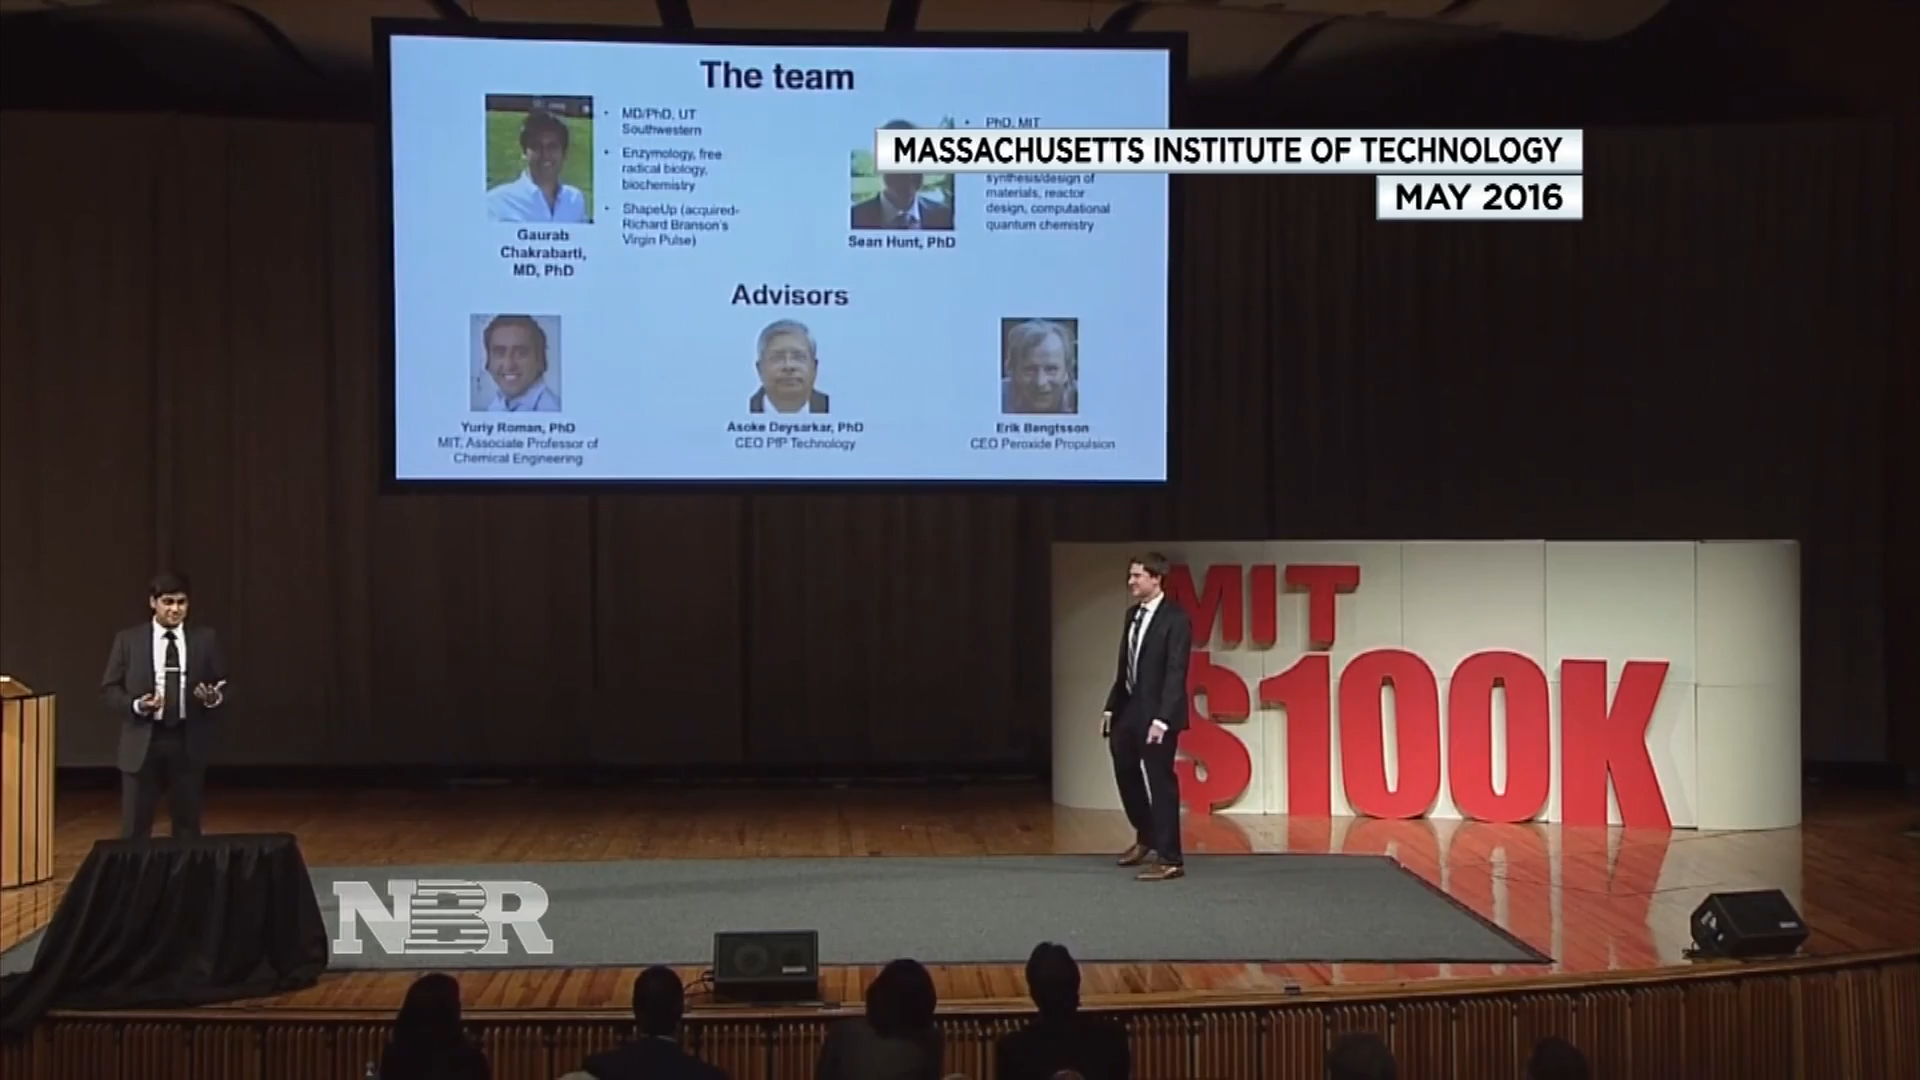 The team
• MD/PhD, UT
Southwestern
• Enzymology, free
radical biology,
biochemistry
• ShapeUp (acquired-
Richard Branson's
Virgin Pulse)
Gaurab
Chakrabarti,
MD, PhD
• PhD, MIT
synthesis/design of
materials, reactor
design, computational
quantum chemistry
Sean Hunt, PhD
MASSACHUSETTS INSTITUTE OF TECHNOLOGY
MAY 2016
Advisors
Yuriy Roman, PhD
MIT, Associate Professor of
Chemical Engineering
Asoke Deysarkar, PhD
CEO PfP Technology
Erik Bengtsson
CEO Peroxide Propulsion
MIT
$100K
NBR